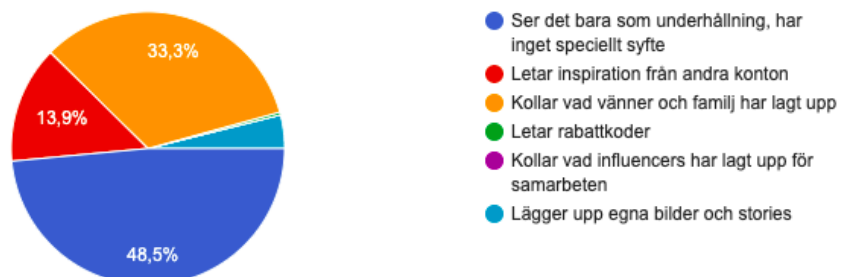 33,3%
13,9%
48,5%
Ser det bara som underhållning, har
inget speciellt syfte
Letar inspiration från andra konton
Kollar vad vänner och familj har lagt upp
Letar rabattkoder
Kollar vad influencers har lagt upp för
samarbeten
Lägger upp egna bilder och stories